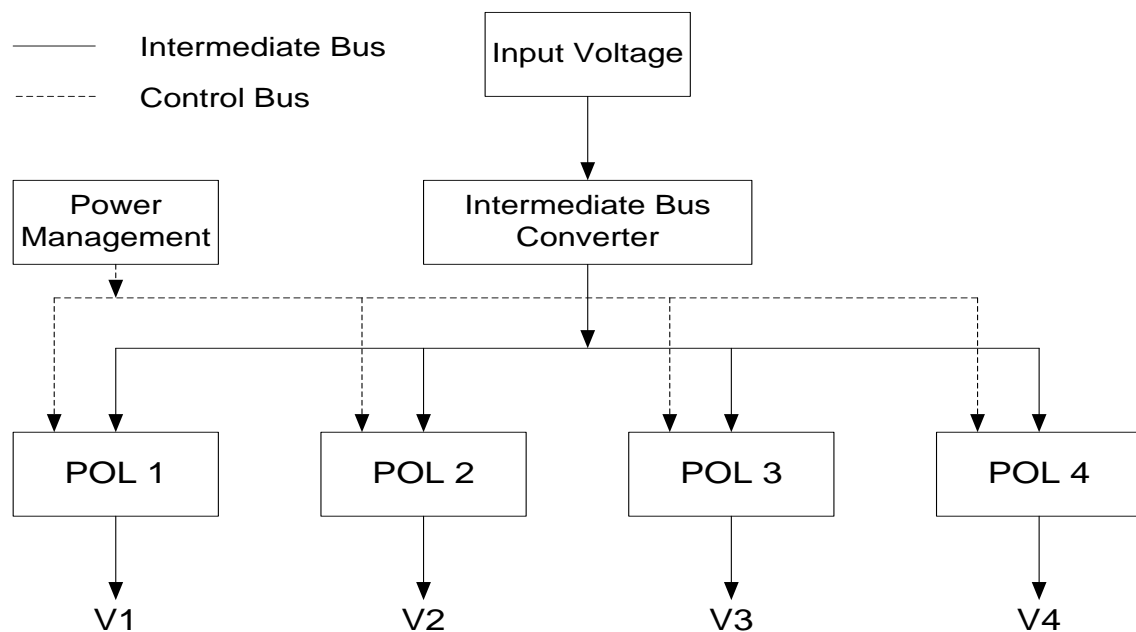 Intermediate Bus
Control Bus
Input Voltage
Power
Management
Intermediate Bus
Converter
POL 1
POL 2
POL 3
POL 4
V1
V2
V3
V4